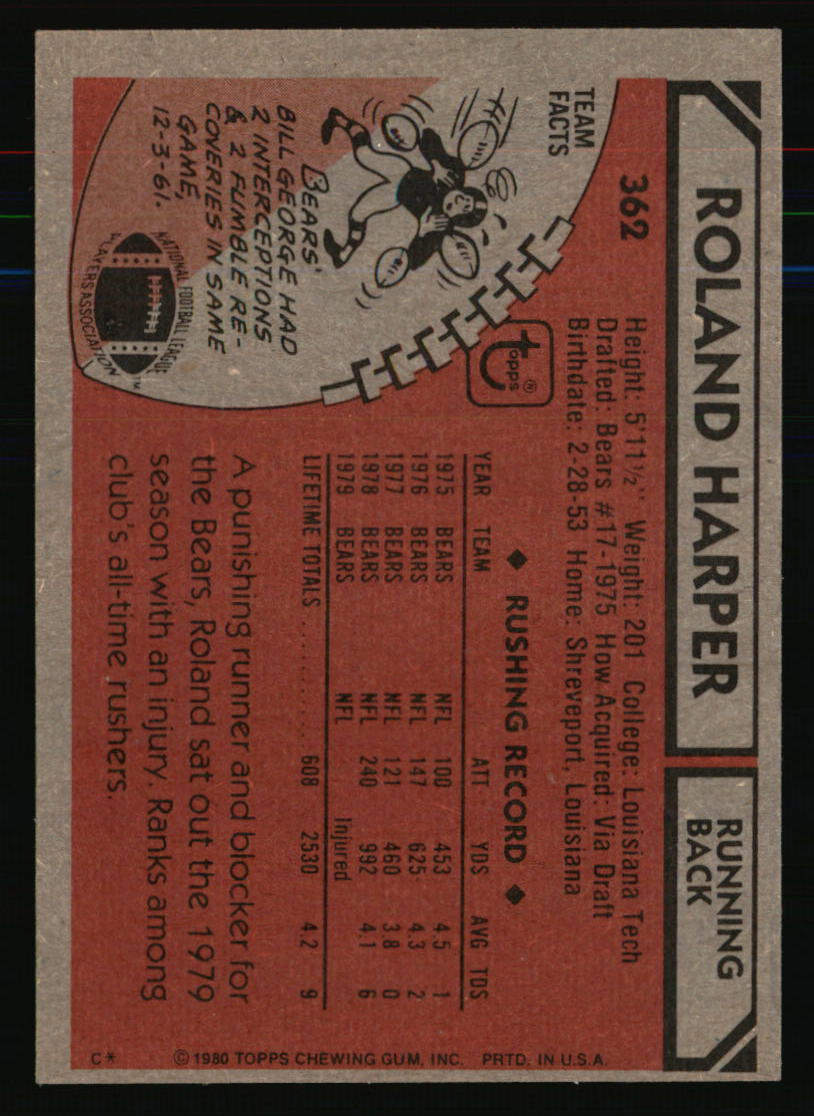 ROLAND HARPER
RUNNING
BACK
362
Height: 5'11½" Weight: 201 College: Louisiana Tech
Drafted: Bears #17-1975 How Acquired: Via Draft
Birthdate: 2-28-53 Home: Shreveport, Louisiana
TEAM
FACTS
topps®
BEARS'
BILL GEORGE HAD
2 INTERCEPTIONS
& 2 FUMBLE RE-
COVERIES IN SAME
GAME,
12-3-61.
NATIONAL FOOTBALL LEAGUE
PLAYERS ASSOCIATION™
◆ RUSHING RECORD ◆
YEAR TEAM ATT YDS AVG TDS
1975 BEARS NFL 100 453 4.5 1
1976 BEARS NFL 147 625 4.3 2
1977 BEARS NFL 121 460 3.8 0
1978 BEARS NFL 240 992 4.1 6
1979 BEARS NFL Injured
LIFETIME TOTALS .......... 608 2530 4.2 9
A punishing runner and blocker for
the Bears, Roland sat out the 1979
season with an injury. Ranks among
club's all-time rushers.
C* © 1980 TOPPS CHEWING GUM, INC. PRTD. IN U.S.A.